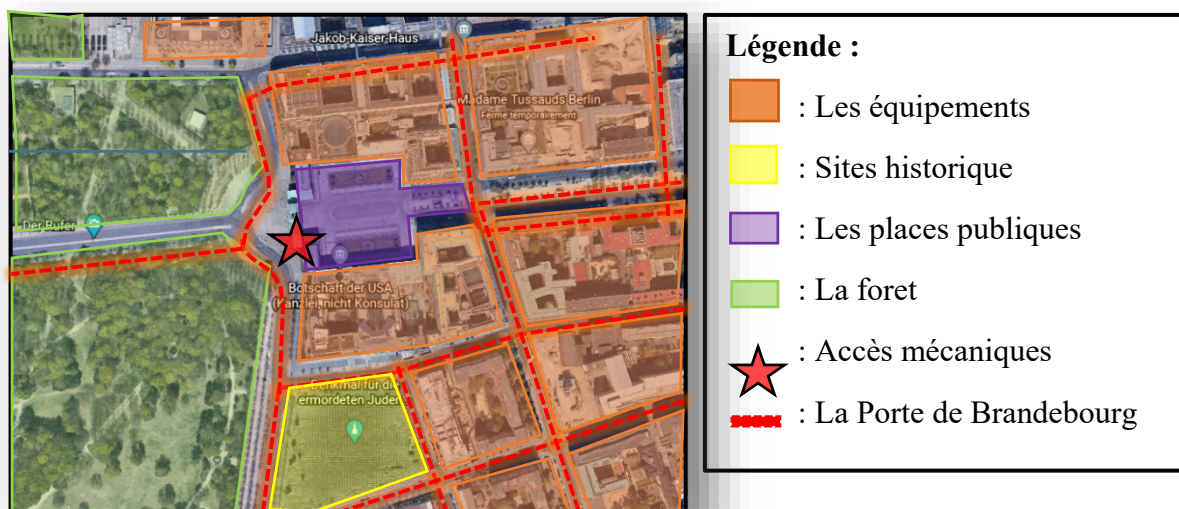 Jakob-Kaiser-Haus
Madame Tussauds Berlin
Ferme temporairement
Der Rufer
Botschaft der USA
(Kanzlei, nicht Konsulat)
Denkmal für die
ermordeten Juden
Légende :
: Les équipements
: Sites historique
: Les places publiques
: La foret
: Accès mécaniques
: La Porte de Brandebourg